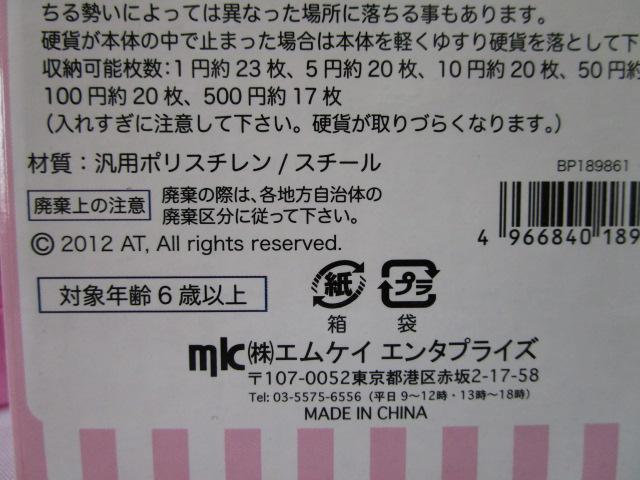 ちる勢いによっては異なった場所に落ちる事もあります。
硬貨が本体の中で止まった場合は本体を軽くゆすり硬貨を落として下
収納可能枚数：1円約23枚、5円約20枚、10円約20枚、50円
100円約20枚、500円約17枚
（入れすぎに注意して下さい。硬貨が取りづらくなります。）
材質：汎用ポリスチレン/スチール
BP189861
廃棄上の注意 廃棄の際は、各地方自治体の
廃棄区分に従って下さい。
4 966840 189
© 2012 AT, All rights reserved.
対象年齢6歳以上
紙 プラ
箱 袋
mk (株)エムケイ エンタプライズ
〒107-0052東京都港区赤坂2-17-58
Tel: 03-5575-6556（平日 9〜12時・13時〜18時）
MADE IN CHINA